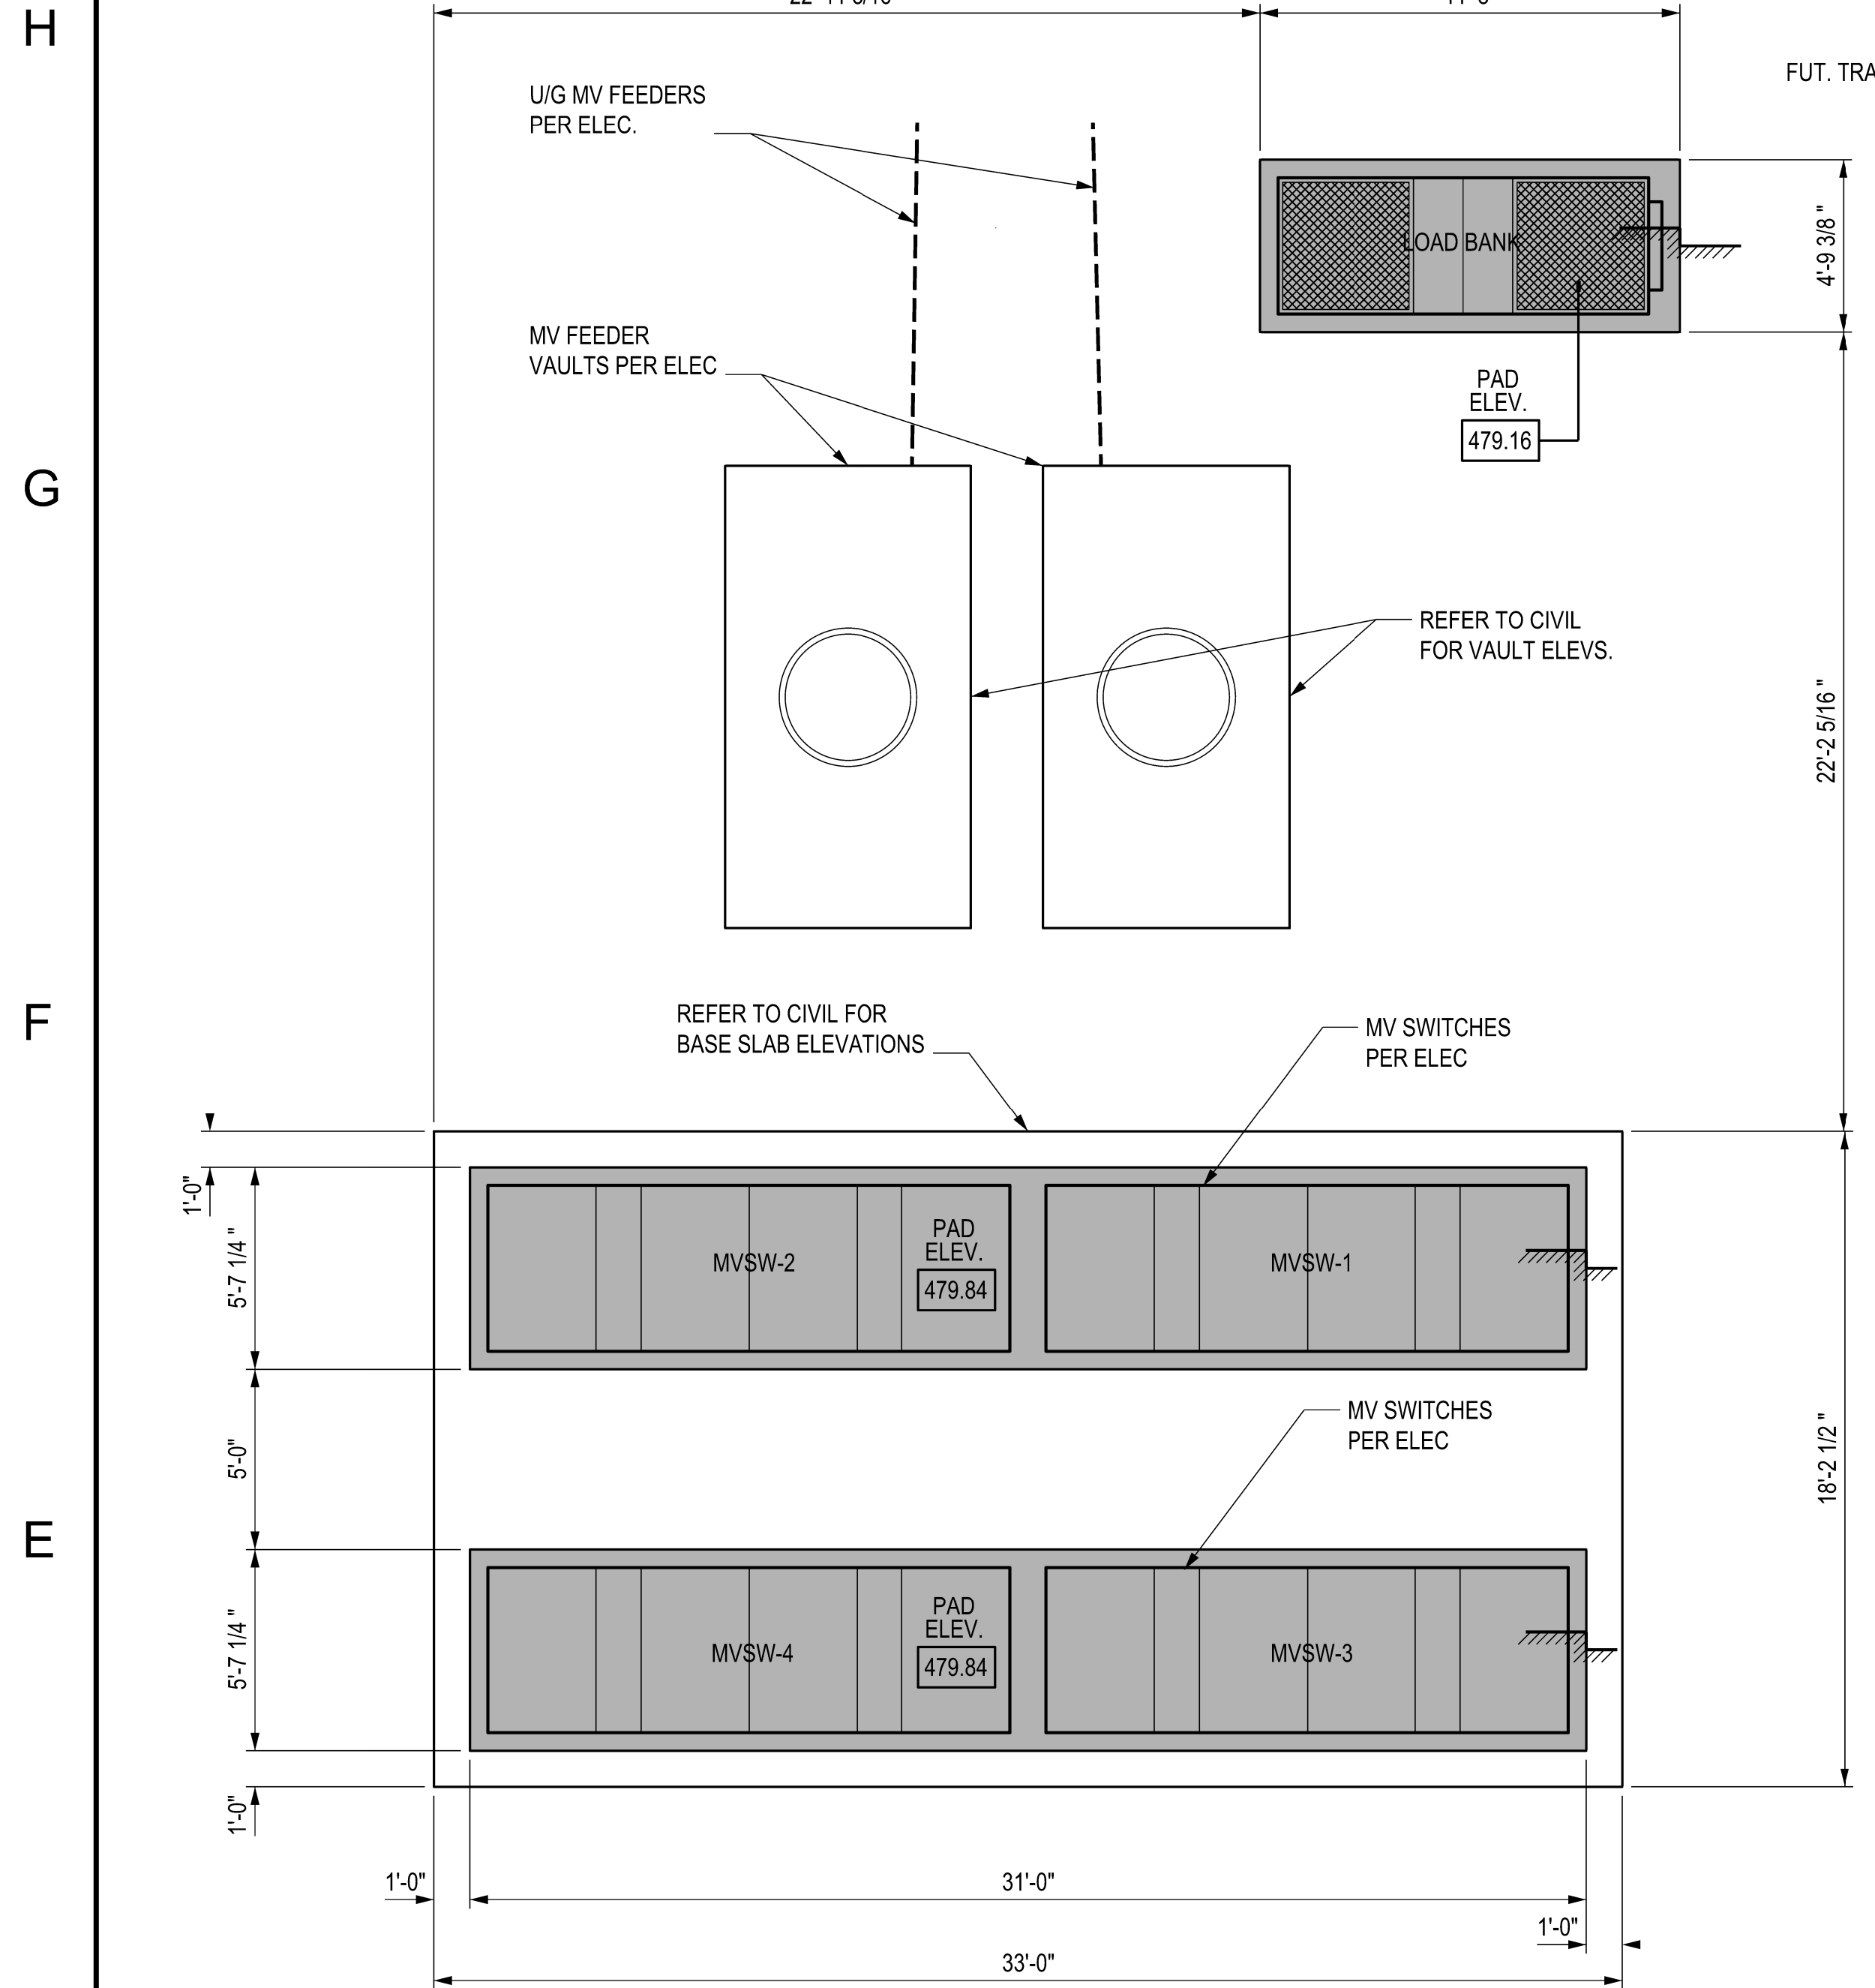 H
FUT. TRA
U/G MV FEEDERS
PER ELEC.
LOAD BANK
4'-9 3/8 "
MV FEEDER
VAULTS PER ELEC
PAD
ELEV.
479.16
G
REFER TO CIVIL
FOR VAULT ELEVS.
22'-2 5/16 "
F
REFER TO CIVIL FOR
BASE SLAB ELEVATIONS
MV SWITCHES
PER ELEC
1'-0"
5'-7 1/4 "
MVSW-2
PAD
ELEV.
479.84
MVSW-1
5'-0"
MV SWITCHES
PER ELEC
18'-2 1/2 "
E
5'-7 1/4 "
MVSW-4
PAD
ELEV.
479.84
MVSW-3
1'-0"
1'-0"
31'-0"
1'-0"
33'-0"